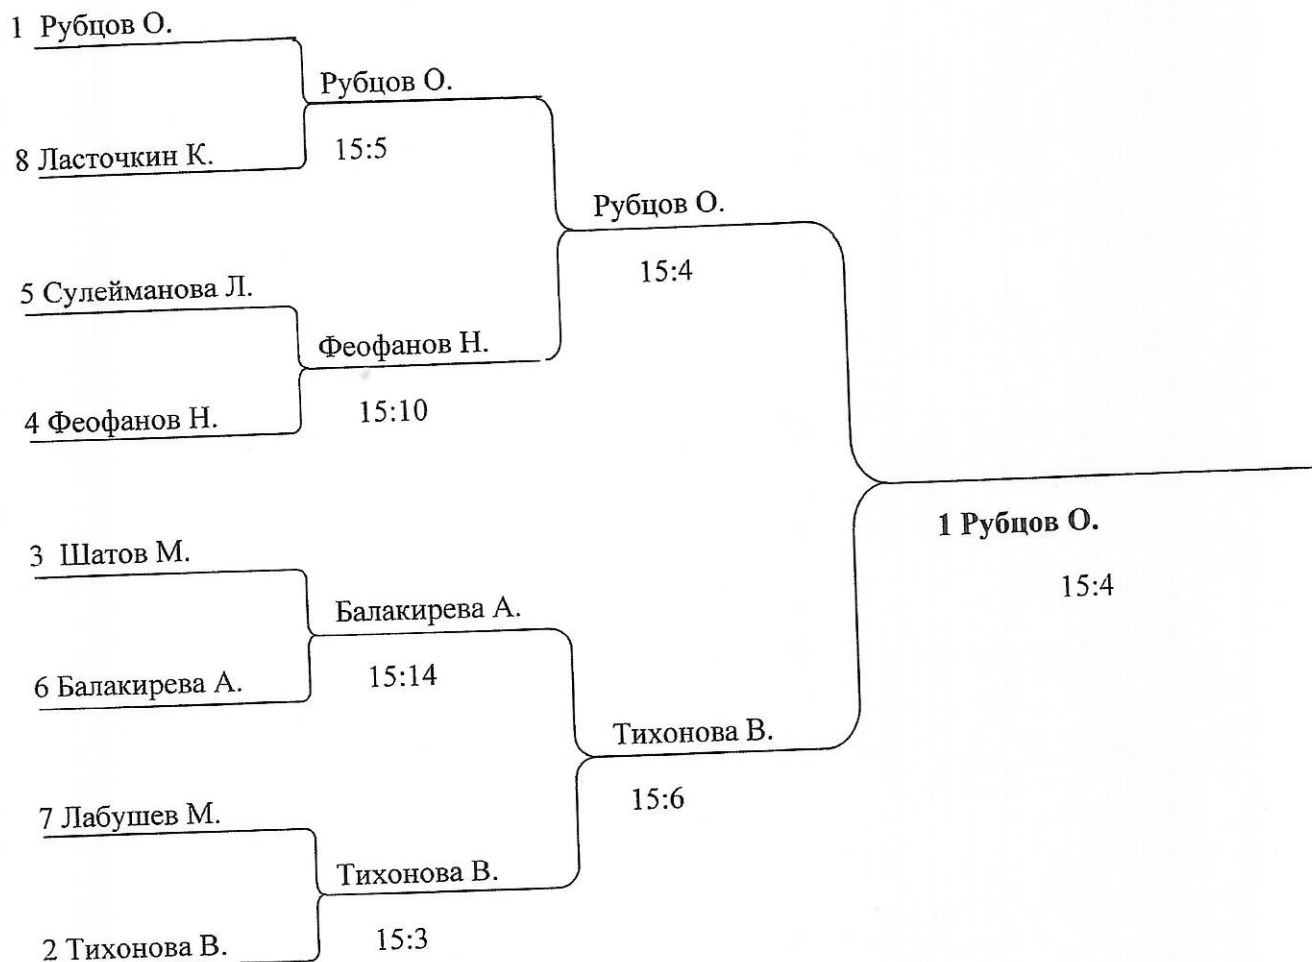 1 Рубцов О.
Рубцов О.
8 Ласточкин К.
15:5
Рубцов О.
15:4
5 Сулейманова Л.
Феофанов Н.
15:10
4 Феофанов Н.
1 Рубцов О.
15:4
3 Шатов М.
Балакирева А.
15:14
6 Балакирева А.
Тихонова В.
15:6
7 Лабушев М.
Тихонова В.
15:3
2 Тихонова В.